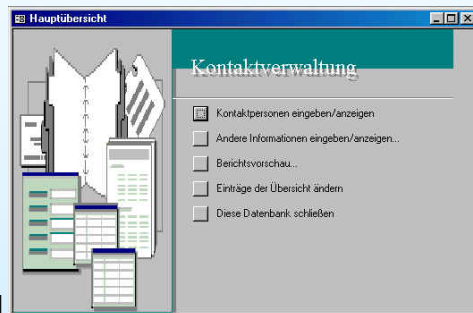 Hauptübersicht
Kontaktverwaltung
Kontaktpersonen eingeben/anzeigen
Andere Informationen eingeben/anzeigen...
Berichtsvorschau...
Einträge der Übersicht ändern
Diese Datenbank schließen